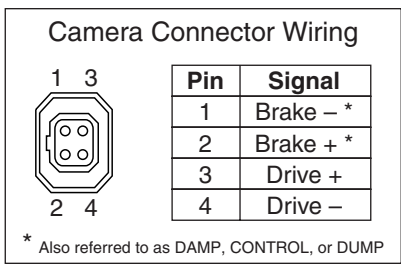 Camera Connector Wiring
1 3
2 4
Pin Signal
1 Brake – *
2 Brake + *
3 Drive +
4 Drive –
* Also referred to as DAMP, CONTROL, or DUMP